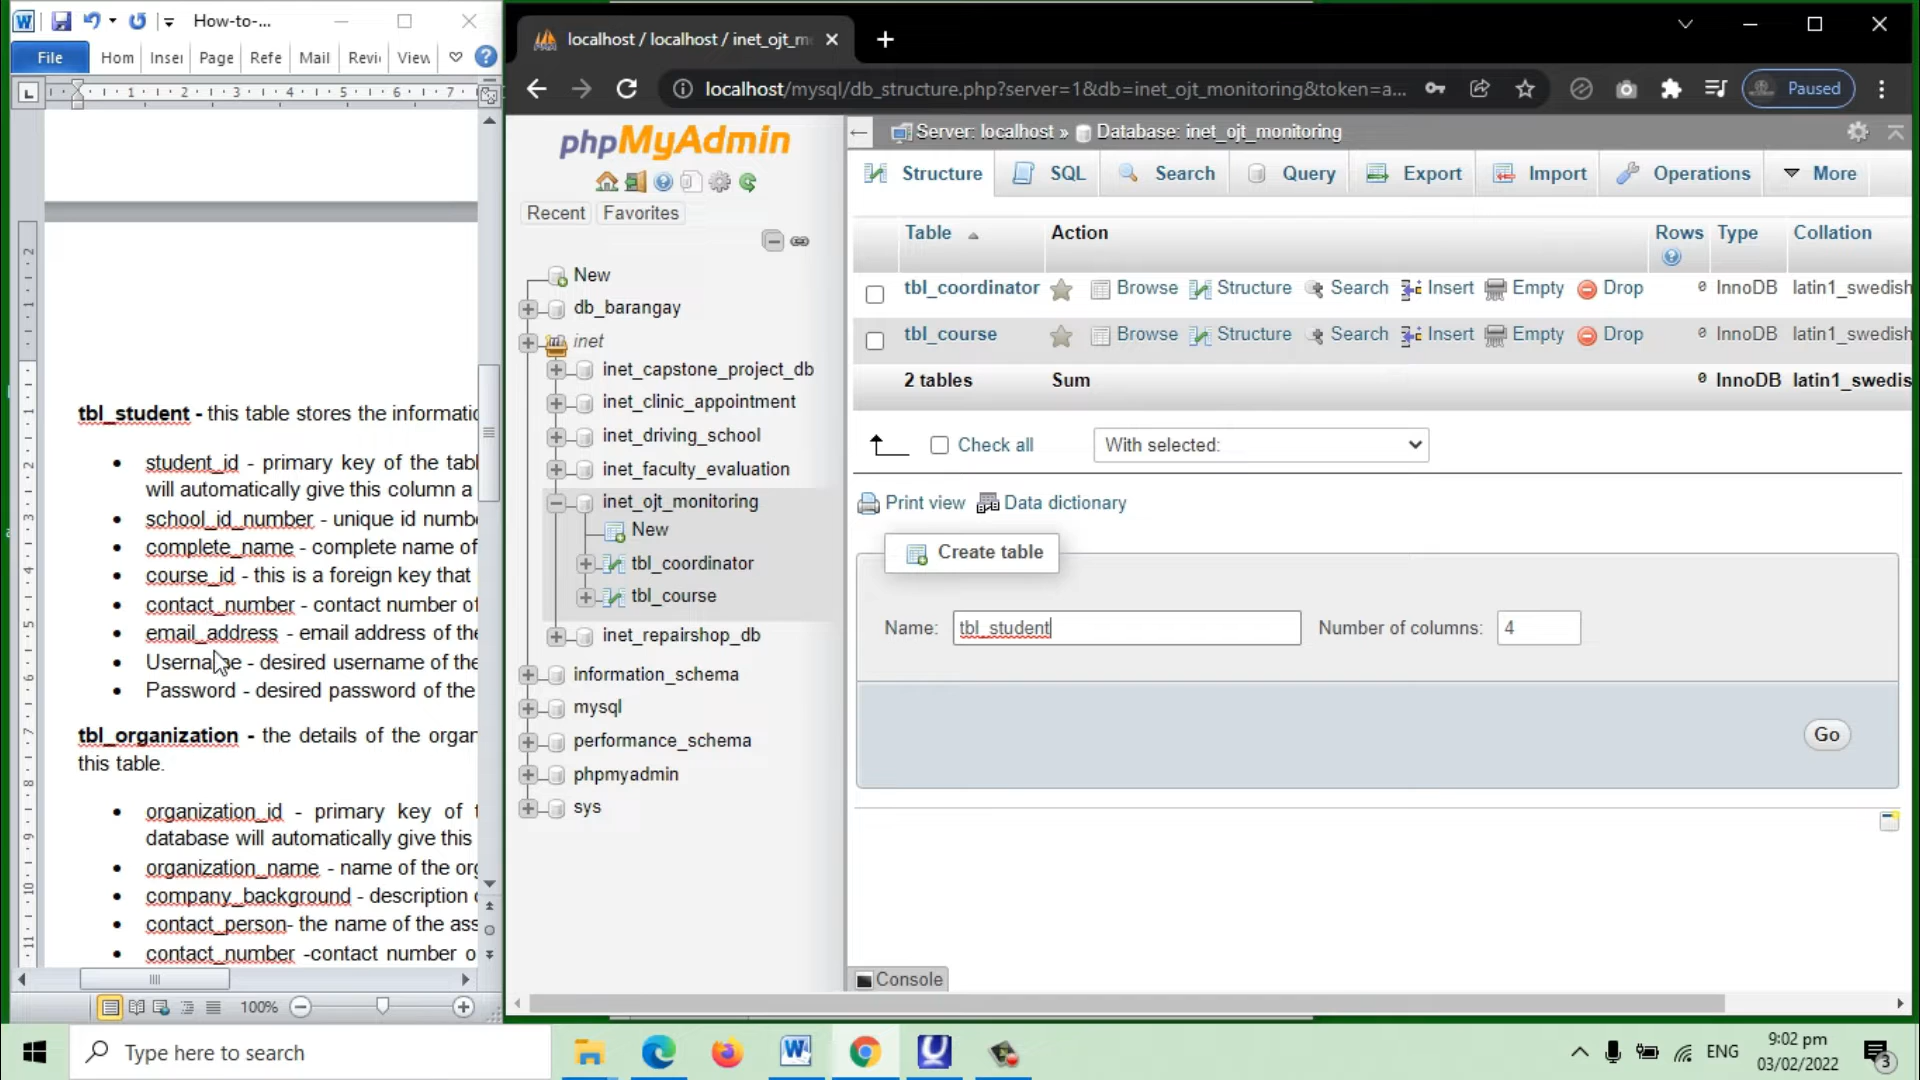 How-to-...
File Hom Inser Page Refe Mail Revi View
tbl_student - this table stores the informatic
student_id - primary key of the tabl
will automatically give this column a
school_id_number - unique id numbe
complete_name - complete name of
course_id - this is a foreign key that
contact_number - contact number of
email_address - email address of the
Username - desired username of the
Password - desired password of the
tbl_organization - the details of the organ
this table.
organization_id - primary key of t
database will automatically give this
organization_name - name of the org
company_background - description o
contact_person- the name of the ass
contact_number -contact number o
100%
localhost / localhost / inet_ojt_m
localhost/mysql/db_structure.php?server=1&db=inet_ojt_monitoring&token=a...
Paused
phpMyAdmin
Recent Favorites
New
db_barangay
inet
inet_capstone_project_db
inet_clinic_appointment
inet_driving_school
inet_faculty_evaluation
inet_ojt_monitoring
New
tbl_coordinator
tbl_course
inet_repairshop_db
information_schema
mysql
performance_schema
phpmyadmin
sys
Server: localhost » Database: inet_ojt_monitoring
Structure SQL Search Query Export Import Operations More
Table Action Rows Type Collation
tbl_coordinator Browse Structure Search Insert Empty Drop 0 InnoDB latin1_swedish
tbl_course Browse Structure Search Insert Empty Drop 0 InnoDB latin1_swedish
2 tables Sum 0 InnoDB latin1_swedis
Check all With selected:
Print view Data dictionary
Create table
Name: tbl_student Number of columns: 4
Go
Console
Type here to search
ENG
9:02 pm
03/02/2022
3